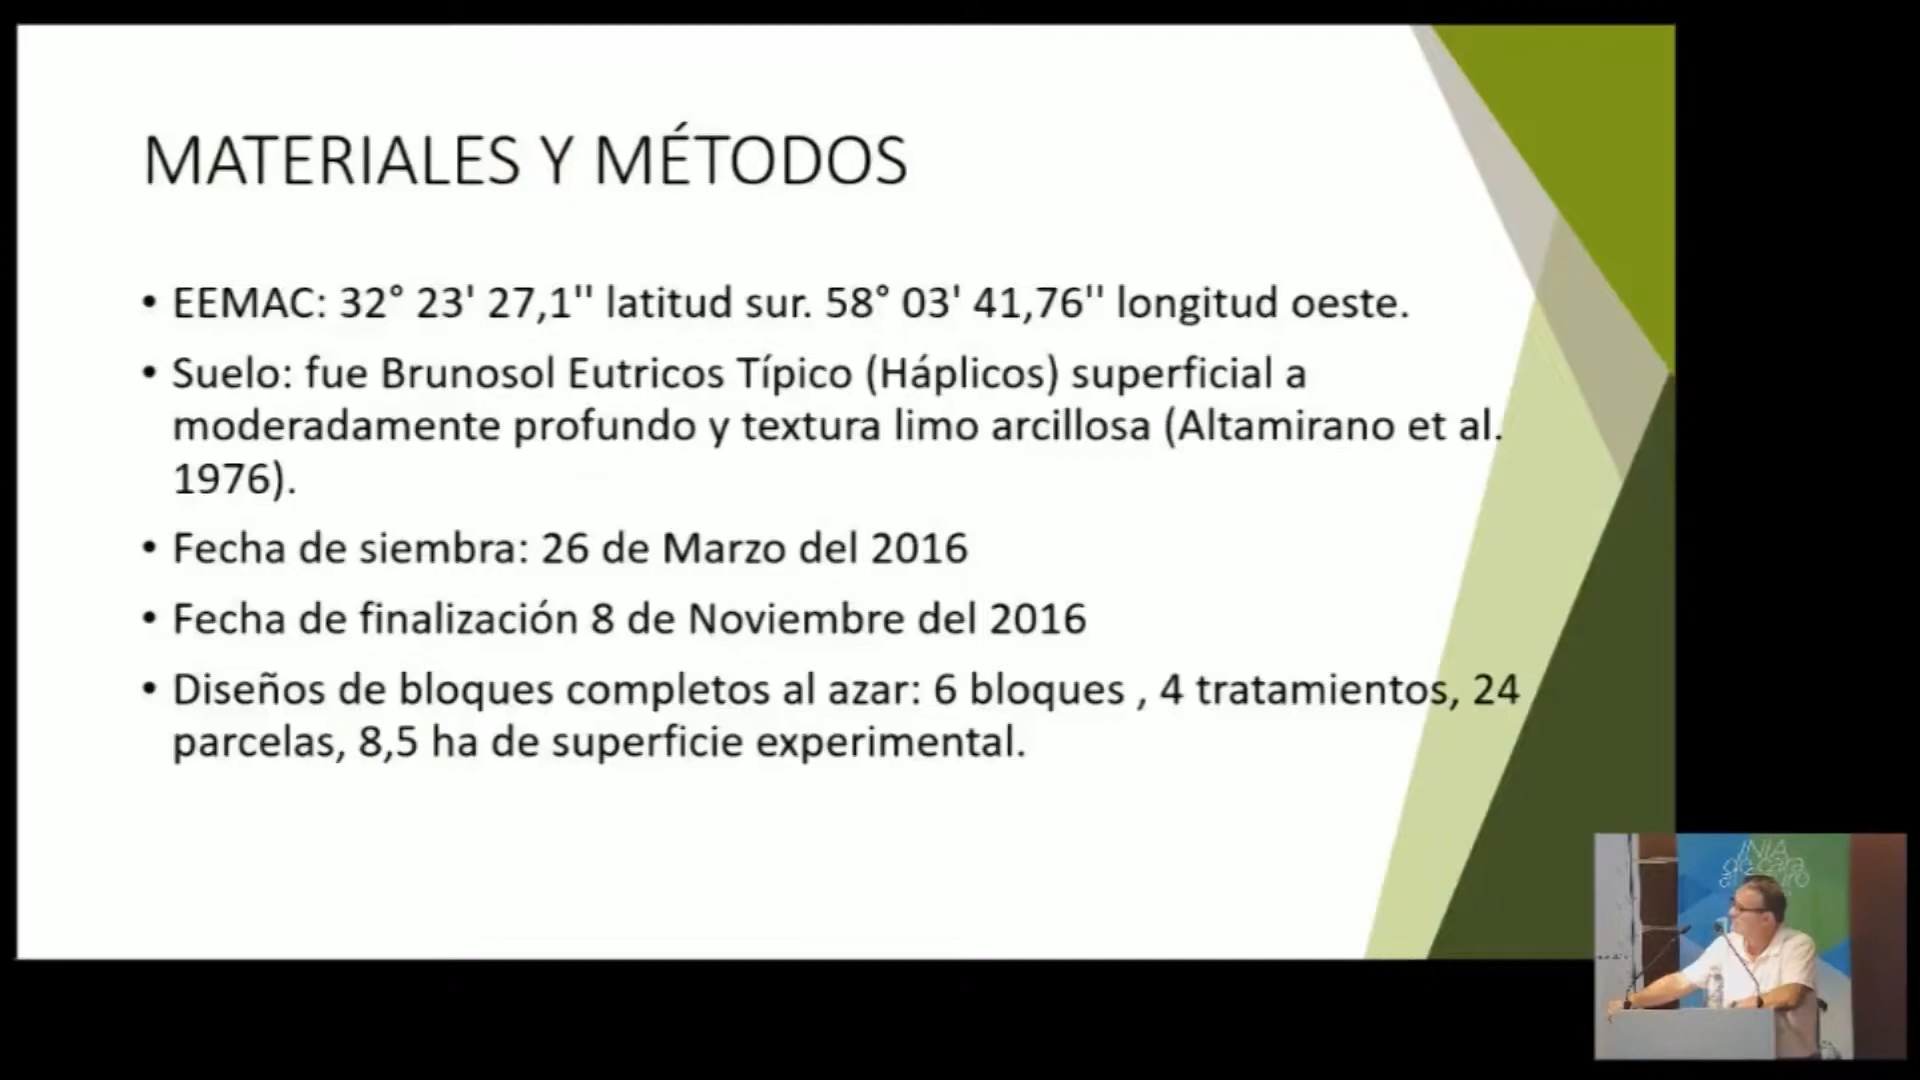 MATERIALES Y MÉTODOS
• EEMAC: 32° 23' 27,1'' latitud sur. 58° 03' 41,76'' longitud oeste.
• Suelo: fue Brunosol Eutricos Típico (Háplicos) superficial a
moderadamente profundo y textura limo arcillosa (Altamirano et al.
1976).
• Fecha de siembra: 26 de Marzo del 2016
• Fecha de finalización 8 de Noviembre del 2016
• Diseños de bloques completos al azar: 6 bloques , 4 tratamientos, 24
parcelas, 8,5 ha de superficie experimental.
INIA
de cara